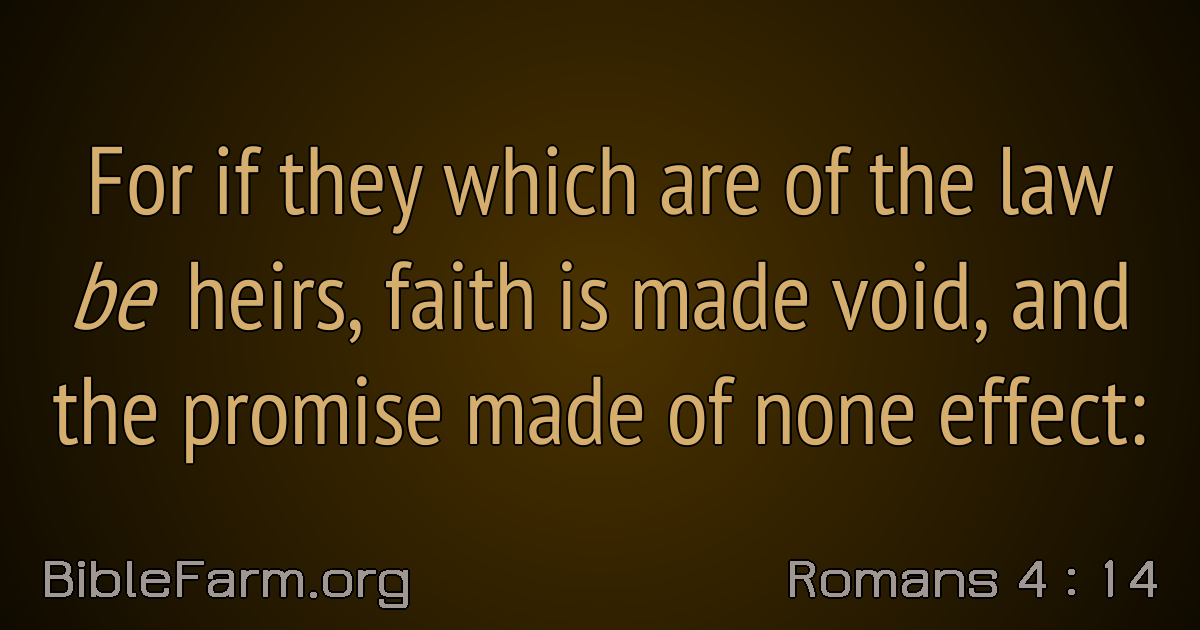 For if they which are of the law
be heirs, faith is made void, and
the promise made of none effect:
BibleFarm.org
Romans 4 : 14